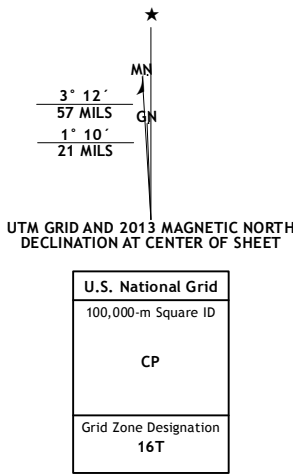 ★
MN
3° 12´
57 MILS
GN
1° 10´
21 MILS
UTM GRID AND 2013 MAGNETIC NORTH
DECLINATION AT CENTER OF SHEET
U.S. National Grid
100,000-m Square ID
CP
Grid Zone Designation
16T